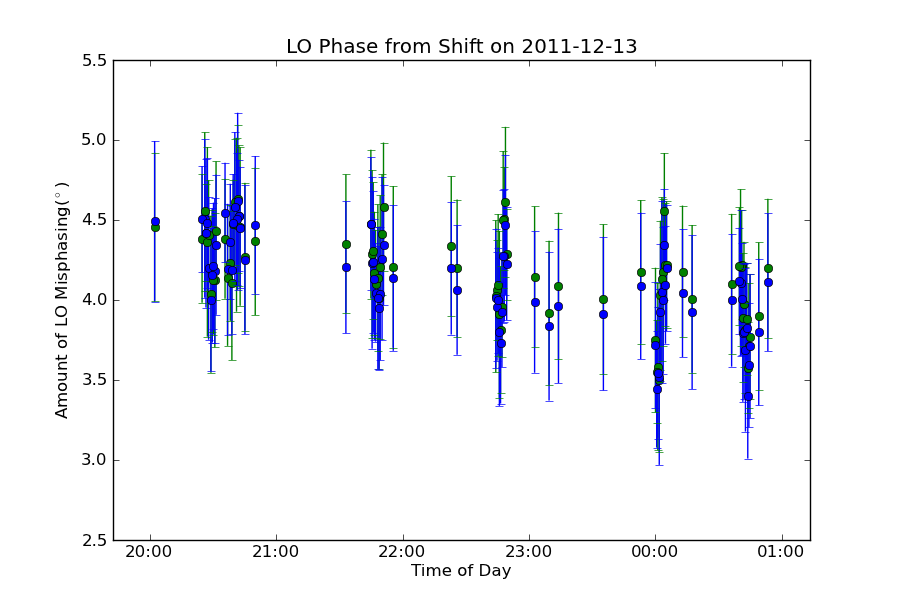 LO Phase from Shift on 2011-12-13
Amount of LO Misphasing(°)
5.5
5.0
4.5
4.0
3.5
3.0
2.5
20:00 21:00 22:00 23:00 00:00 01:00
Time of Day